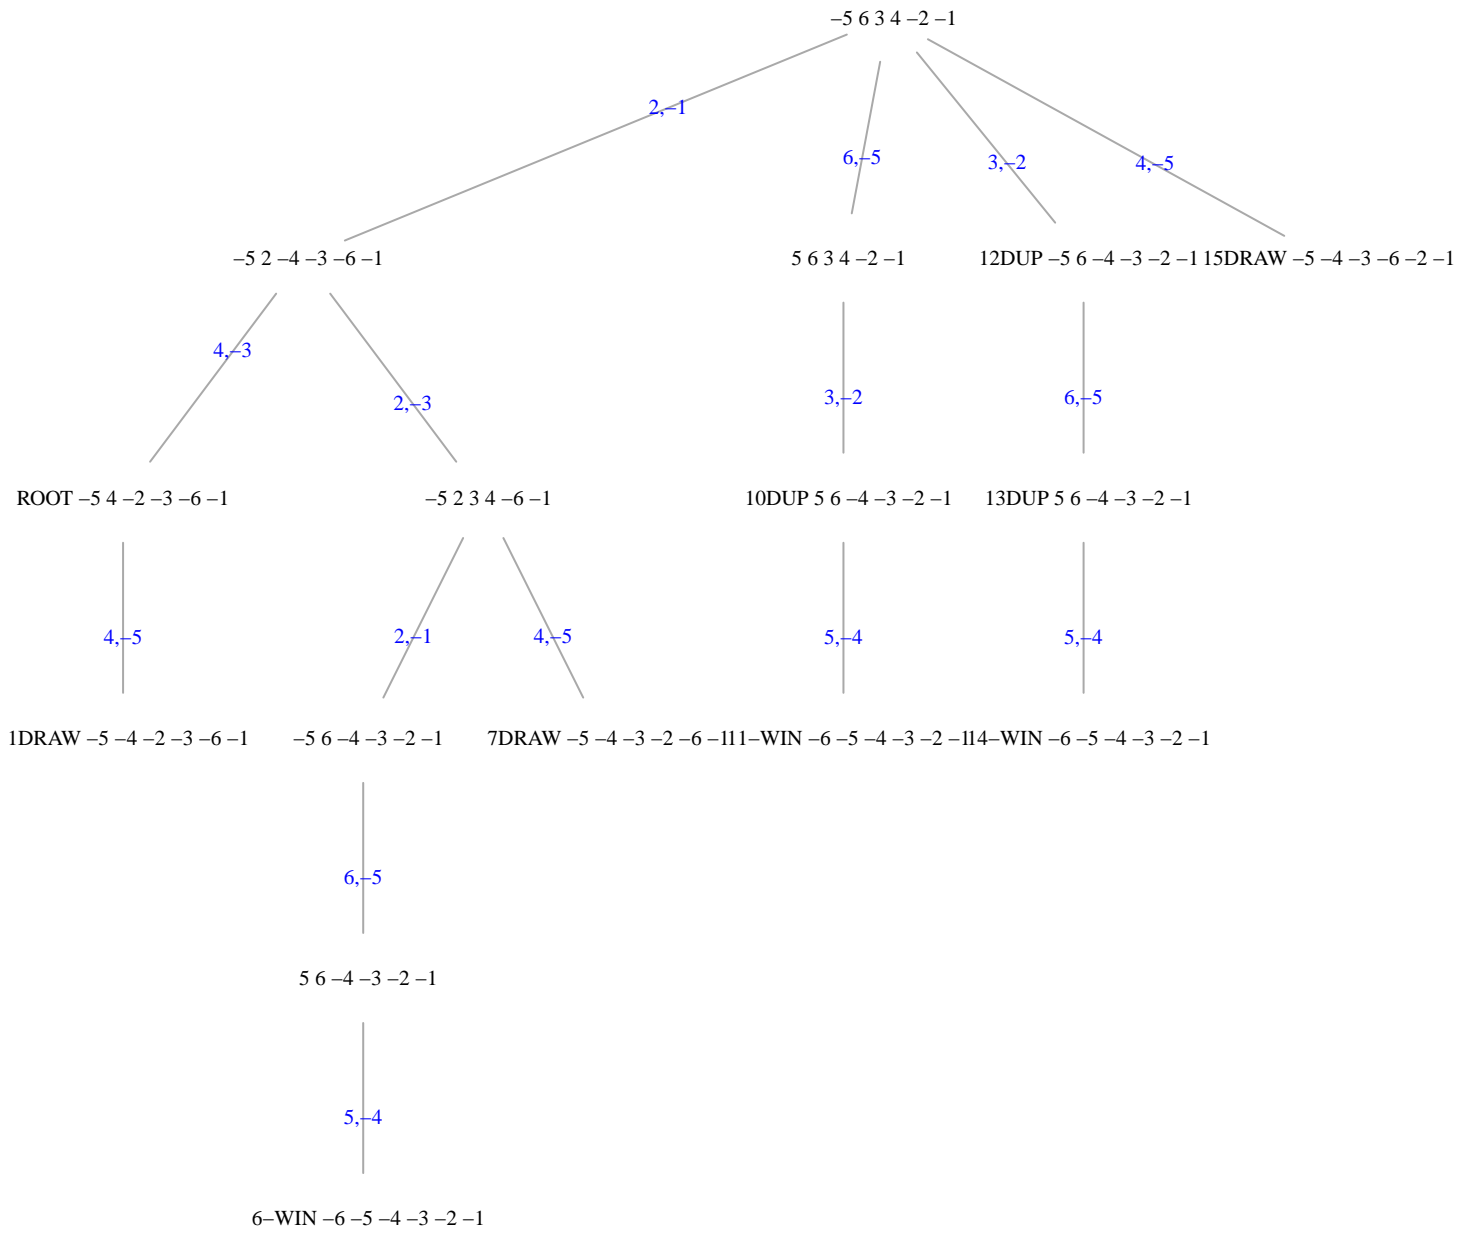 –5 6 3 4 –2 –1
2,–1
6,–5
3,–2
4,–5
–5 2 –4 –3 –6 –1
5 6 3 4 –2 –1
12DUP –5 6 –4 –3 –2 –1
15DRAW –5 –4 –3 –6 –2 –1
4,–3
2,–3
3,–2
6,–5
ROOT –5 4 –2 –3 –6 –1
–5 2 3 4 –6 –1
10DUP 5 6 –4 –3 –2 –1
13DUP 5 6 –4 –3 –2 –1
4,–5
2,–1
4,–5
5,–4
5,–4
1DRAW –5 –4 –2 –3 –6 –1
–5 6 –4 –3 –2 –1
7DRAW –5 –4 –3 –2 –6 –1
11–WIN –6 –5 –4 –3 –2 –1
14–WIN –6 –5 –4 –3 –2 –1
6,–5
5 6 –4 –3 –2 –1
5,–4
6–WIN –6 –5 –4 –3 –2 –1